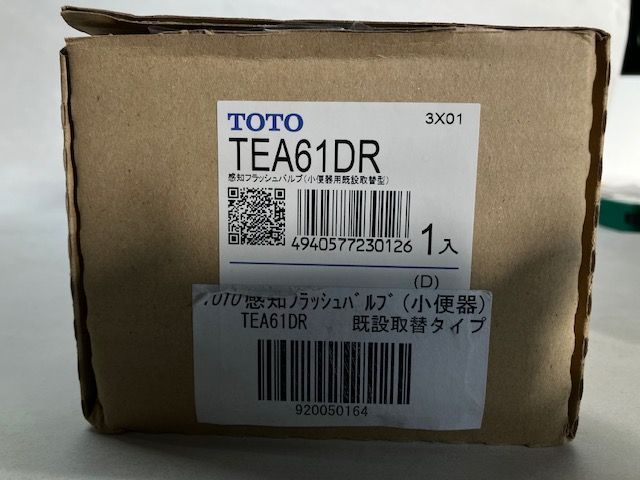 TOTO
3X01
TEA61DR
感知フラッシュバルブ(小便器用既設取替型)
4940577230126
1入
(D)
TOTO 感知フラッシュバルブ(小便器)
TEA61DR 既設取替タイプ
920050164